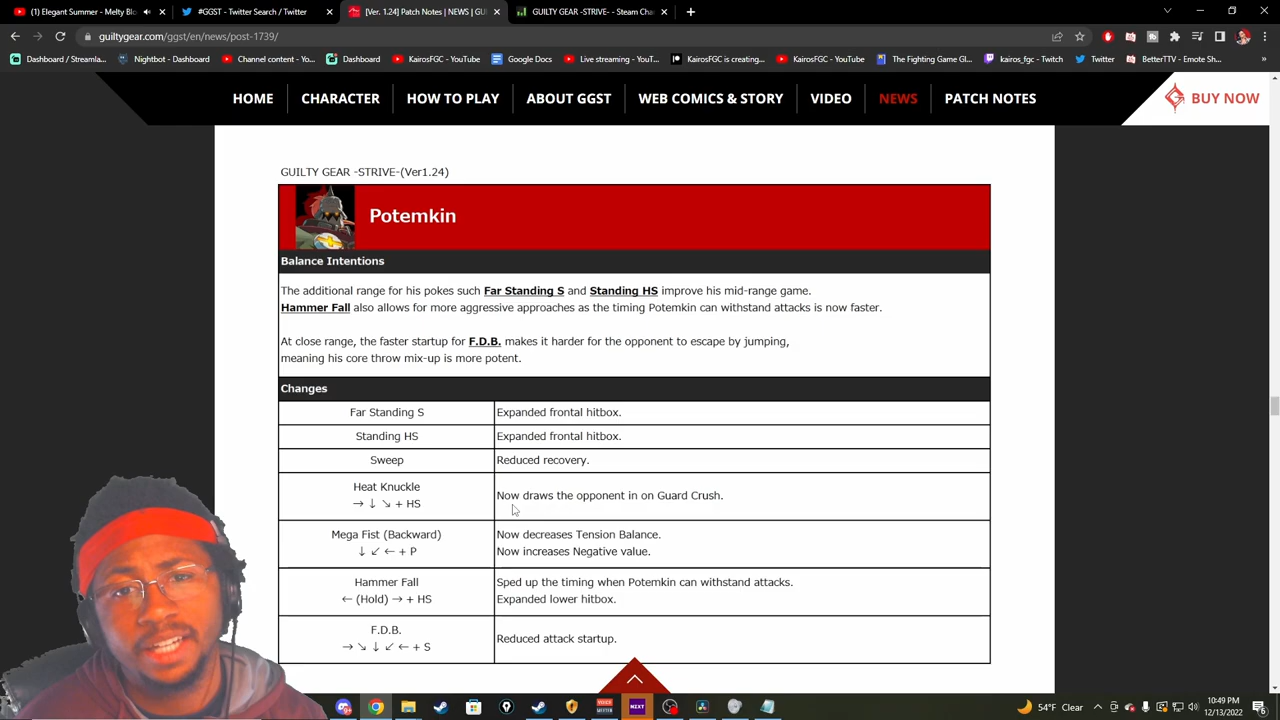 (1) Elegant Summer - Melty Blo
#GGST - Twitter Search / Twitter
[Ver. 1.24] Patch Notes | NEWS | GUI
GUILTY GEAR -STRIVE- - Steam Cha
guiltygear.com/ggst/en/news/post-1739/
Dashboard / Streamla...
Nightbot - Dashboard
Channel content - Yo...
Dashboard
KairosFGC - YouTube
Google Docs
Live streaming - YouT...
KairosFGC is creating...
KairosFGC - YouTube
The Fighting Game Gl...
kairos_fgc - Twitch
Twitter
BetterTTV - Emote Sh...
HOME
CHARACTER
HOW TO PLAY
ABOUT GGST
WEB COMICS & STORY
VIDEO
NEWS
PATCH NOTES
BUY NOW
GUILTY GEAR -STRIVE-(Ver1.24)
Potemkin
Balance Intentions
The additional range for his pokes such Far Standing S and Standing HS improve his mid-range game.
Hammer Fall also allows for more aggressive approaches as the timing Potemkin can withstand attacks is now faster.
At close range, the faster startup for F.D.B. makes it harder for the opponent to escape by jumping,
meaning his core throw mix-up is more potent.
Changes
Far Standing S
Expanded frontal hitbox.
Standing HS
Expanded frontal hitbox.
Sweep
Reduced recovery.
Heat Knuckle
→ ↓ ↘ + HS
Now draws the opponent in on Guard Crush.
Mega Fist (Backward)
↓ ↙ ← + P
Now decreases Tension Balance.
Now increases Negative value.
Hammer Fall
← (Hold) → + HS
Sped up the timing when Potemkin can withstand attacks.
Expanded lower hitbox.
F.D.B.
→ ↘ ↓ ↙ ← + S
Reduced attack startup.
54°F Clear
10:49 PM
12/13/2022